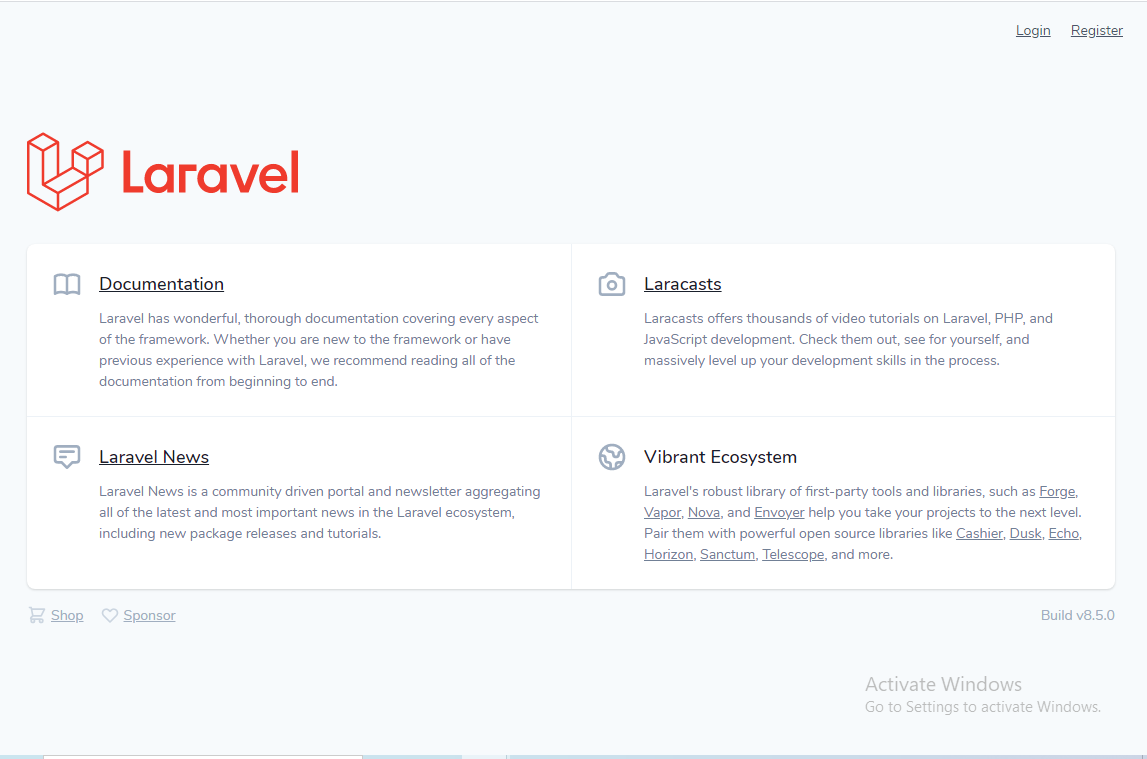 Login Register
Laravel
Documentation
Laravel has wonderful, thorough documentation covering every aspect
of the framework. Whether you are new to the framework or have
previous experience with Laravel, we recommend reading all of the
documentation from beginning to end.
Laracasts
Laracasts offers thousands of video tutorials on Laravel, PHP, and
JavaScript development. Check them out, see for yourself, and
massively level up your development skills in the process.
Laravel News
Laravel News is a community driven portal and newsletter aggregating
all of the latest and most important news in the Laravel ecosystem,
including new package releases and tutorials.
Vibrant Ecosystem
Laravel's robust library of first-party tools and libraries, such as Forge,
Vapor, Nova, and Envoyer help you take your projects to the next level.
Pair them with powerful open source libraries like Cashier, Dusk, Echo,
Horizon, Sanctum, Telescope, and more.
Shop Sponsor
Build v8.5.0
Activate Windows
Go to Settings to activate Windows.